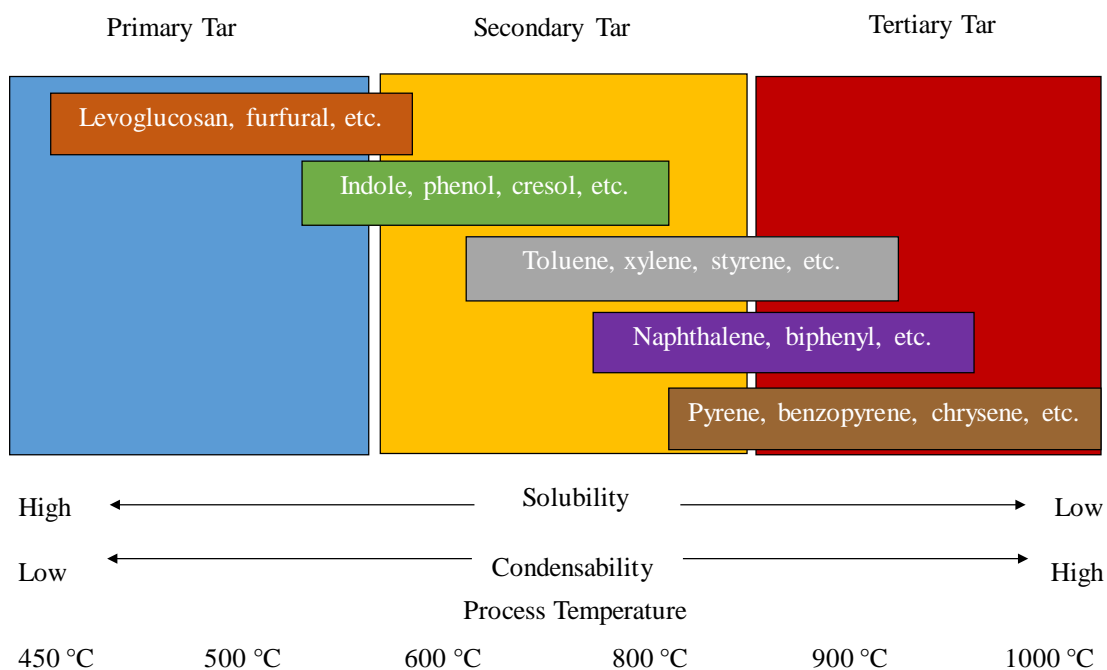 Primary Tar
Secondary Tar
Tertiary Tar
Levoglucosan, furfural, etc.
Indole, phenol, cresol, etc.
Toluene, xylene, styrene, etc.
Naphthalene, biphenyl, etc.
Pyrene, benzopyrene, chrysene, etc.
High
Solubility
Low
Low
Condensability
High
Process Temperature
450 °C
500 °C
600 °C
800 °C
900 °C
1000 °C